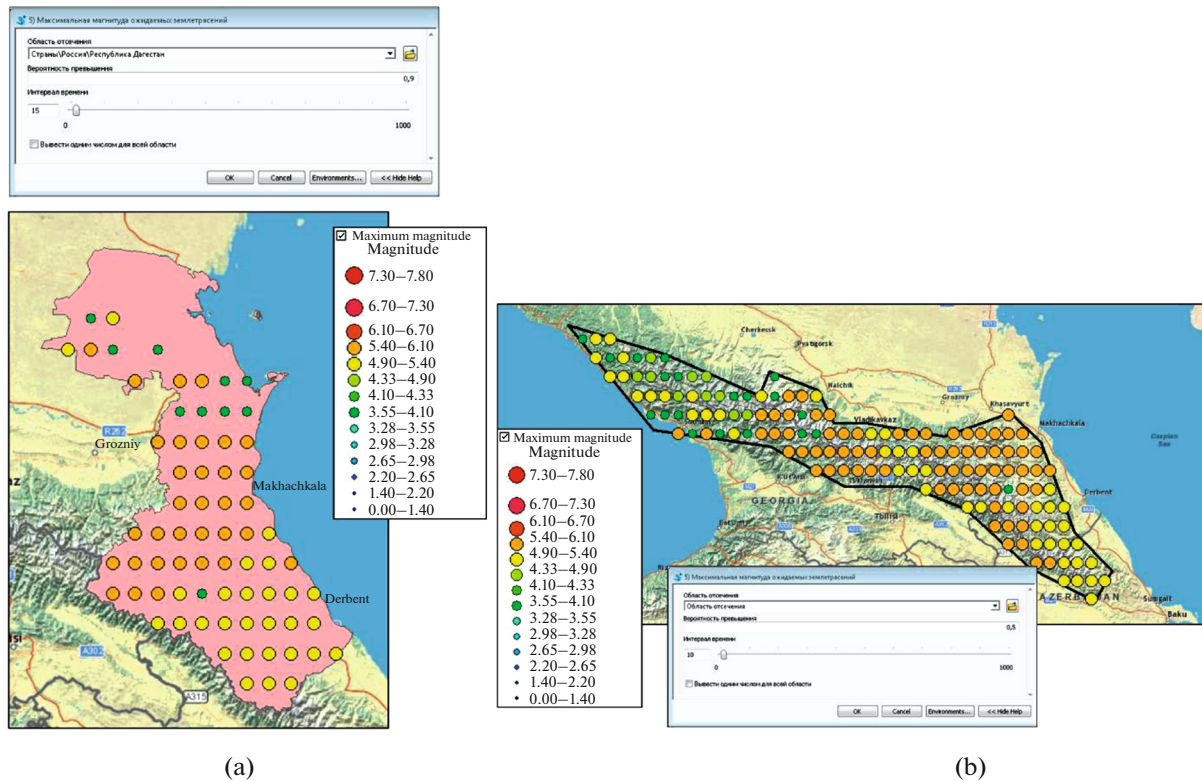 5) Максимальная магнитуда ожидаемых землетрясений
Область отсечения
Страны\Россия\Республика Дагестан
Вероятность превышения
0,9
Интервал времени
15
0 1000
Вывести одним числом для всей области
OK Cancel Environments... << Hide Help
Grozniy
Makhachkala
Derbent
A302
A315
Maximum magnitude
Magnitude
7.30–7.80
6.70–7.30
6.10–6.70
5.40–6.10
4.90–5.40
4.33–4.90
4.10–4.33
3.55–4.10
3.28–3.55
2.98–3.28
2.65–2.98
2.20–2.65
1.40–2.20
0.00–1.40
(a)
Cherkessk
Pyatigorsk
Nalchik
Grozniy
Khasavyurt
Vladikavkaz
Makhachkala
Caspian
Sea
Derbent
GEORGIA
AZERBAIJAN
Sumgait
Baku
Maximum magnitude
Magnitude
7.30–7.80
6.70–7.30
6.10–6.70
5.40–6.10
4.90–5.40
4.33–4.90
4.10–4.33
3.55–4.10
3.28–3.55
2.98–3.28
2.65–2.98
2.20–2.65
1.40–2.20
0.00–1.40
5) Максимальная магнитуда ожидаемых землетрясений
Область отсечения
Область отсечения
Вероятность превышения
0,5
Интервал времени
10
0 1000
Вывести одним числом для всей области
OK Cancel Environments... << Hide Help
(b)